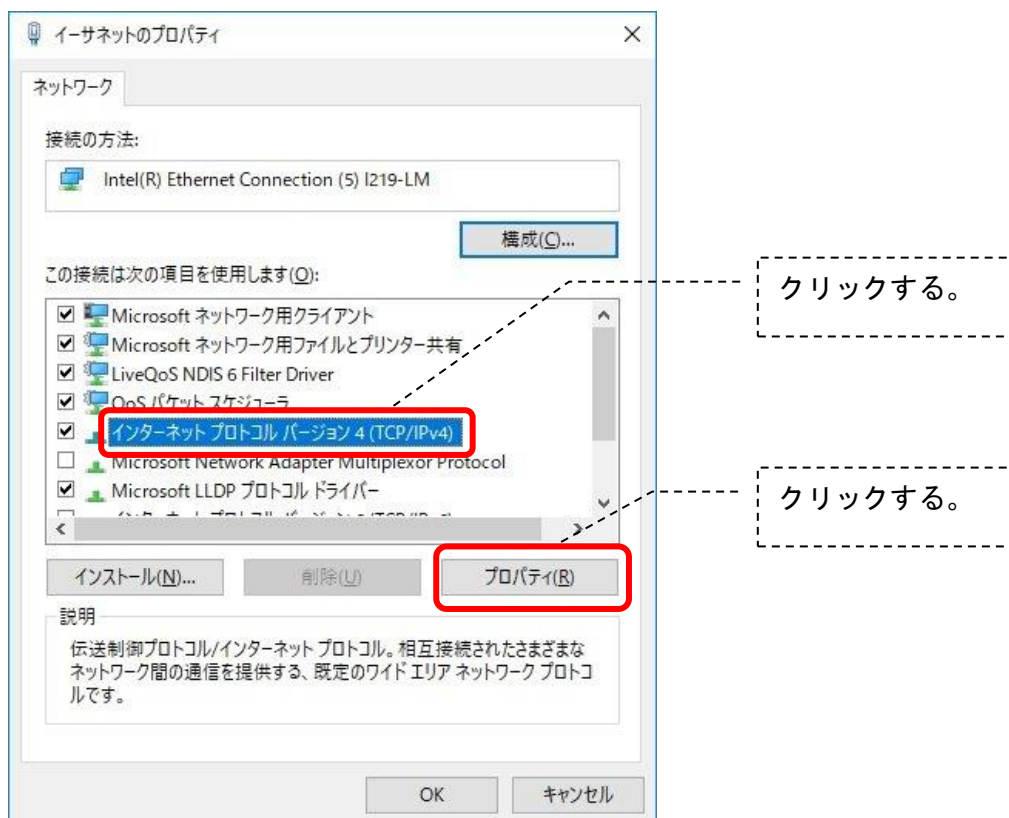 イーサネットのプロパティ
ネットワーク
接続の方法:
Intel(R) Ethernet Connection (5) I219-LM
構成(C)...
この接続は次の項目を使用します(O):
クリックする。
Microsoft ネットワーク用クライアント
Microsoft ネットワーク用ファイルとプリンター共有
LiveQoS NDIS 6 Filter Driver
QoS パケット スケジューラ
インターネット プロトコル バージョン 4 (TCP/IPv4)
Microsoft Network Adapter Multiplexor Protocol
Microsoft LLDP プロトコル ドライバー
クリックする。
インストール(N)...
削除(U)
プロパティ(R)
説明
伝送制御プロトコル/インターネット プロトコル。相互接続されたさまざまな
ネットワーク間の通信を提供する、既定のワイド エリア ネットワーク プロトコ
ルです。
OK
キャンセル